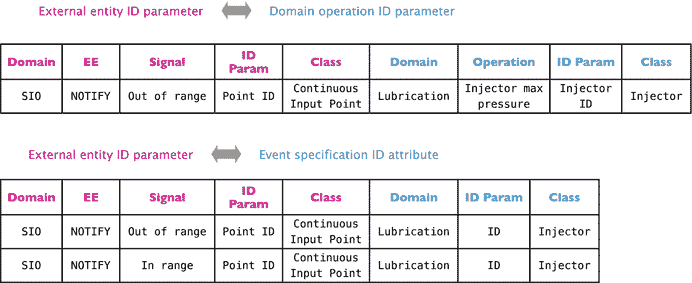 External entity ID parameter Domain operation ID parameter
Domain EE Signal ID Param Class Domain Operation ID Param Class
SIO NOTIFY Out of range Point ID Continuous Input Point Lubrication Injector max pressure Injector ID Injector
External entity ID parameter Event specification ID attribute
Domain EE Signal ID Param Class Domain ID Param Class
SIO NOTIFY Out of range Point ID Continuous Input Point Lubrication ID Injector
SIO NOTIFY In range Point ID Continuous Input Point Lubrication ID Injector